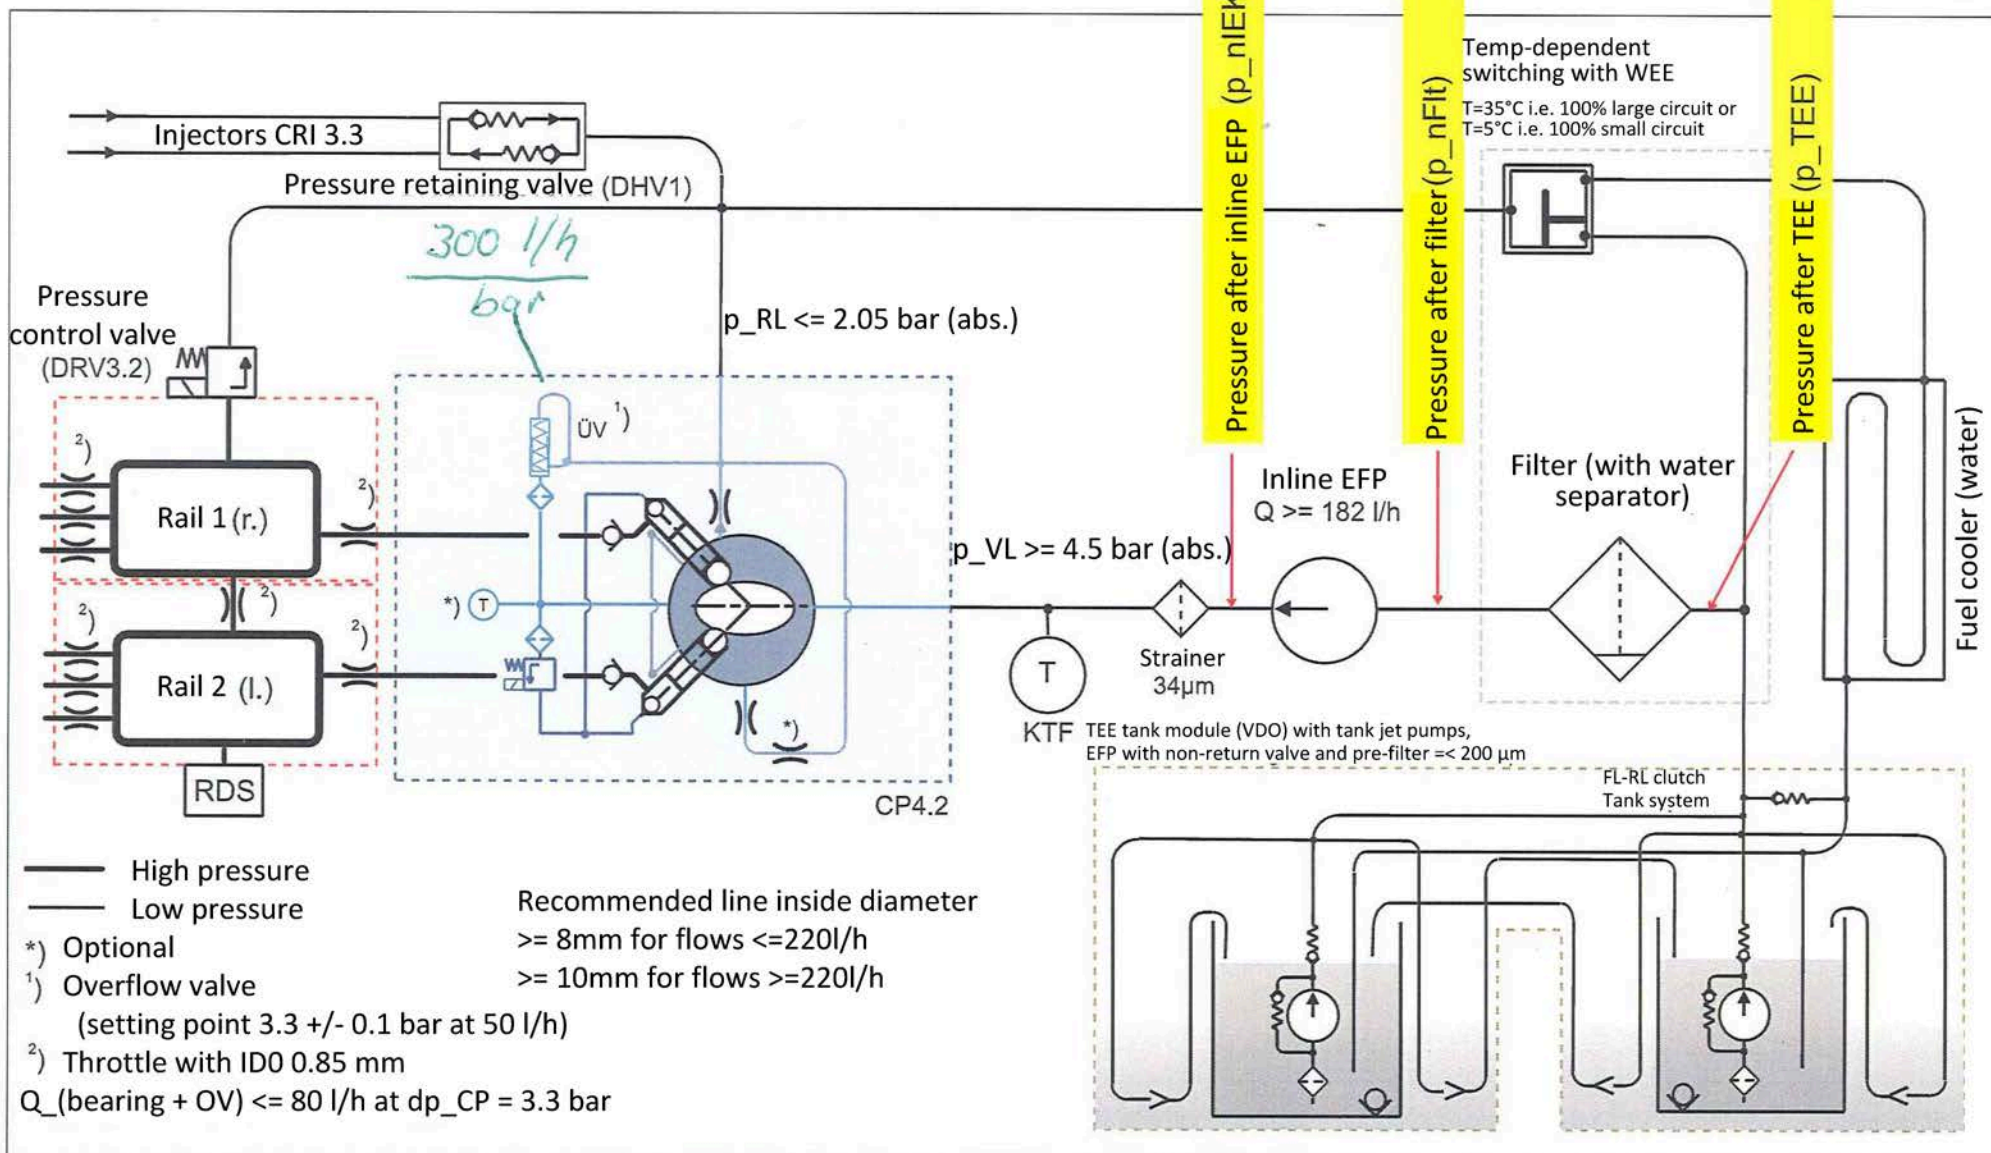 Pressure after inline EFP (p_nIEK
Pressure after filter (p_nFlt)
Pressure after TEE (p_TEE)
Temp-dependent
switching with WEE
T=35°C i.e. 100% large circuit or
T=5°C i.e. 100% small circuit
Injectors CRI 3.3
Pressure retaining valve (DHV1)
300 l/h
bar
Pressure
control valve
(DRV3.2)
p_RL <= 2.05 bar (abs.)
ÜV ¹)
²)
²)
Rail 1 (r.)
²)
²)
²)
Rail 2 (l.)
RDS
*) T
*)
CP4.2
p_VL >= 4.5 bar (abs.)
Inline EFP
Q >= 182 l/h
Filter (with water
separator)
Fuel cooler (water)
T
KTF
Strainer
34µm
TEE tank module (VDO) with tank jet pumps,
EFP with non-return valve and pre-filter =< 200 µm
FL-RL clutch
Tank system
High pressure
Low pressure
*) Optional
¹) Overflow valve
(setting point 3.3 +/- 0.1 bar at 50 l/h)
²) Throttle with ID0 0.85 mm
Q_(bearing + OV) <= 80 l/h at dp_CP = 3.3 bar
Recommended line inside diameter
>= 8mm for flows <=220l/h
>= 10mm for flows >=220l/h